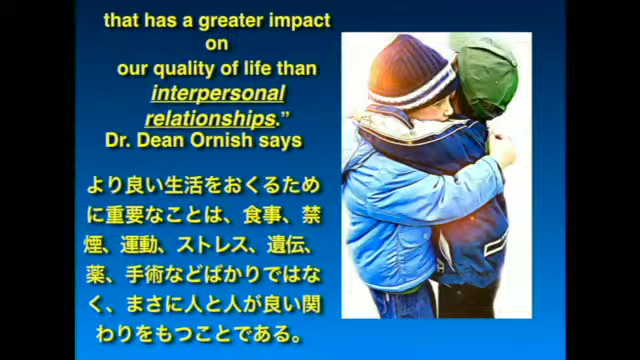 that has a greater impact
on
our quality of life than
interpersonal
relationships.”
Dr. Dean Ornish says
より良い生活をおくるため
に重要なことは、食事、禁
煙、運動、ストレス、遺伝、
薬、手術などばかりではな
く、まさに人と人が良い関
わりをもつことである。